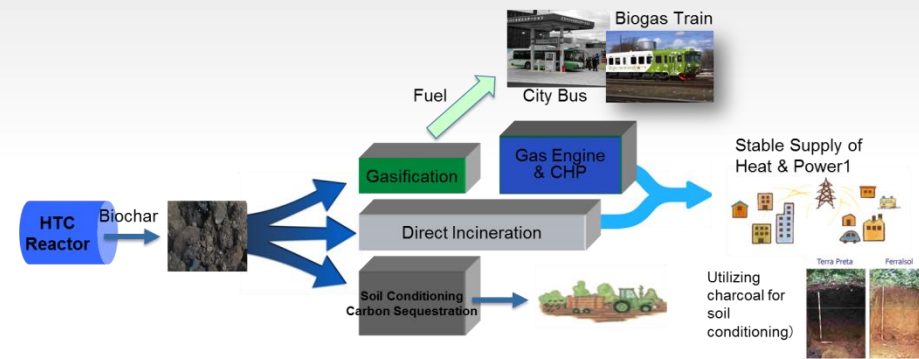 Biogas Train
City Bus
Fuel
Gasification
Gas Engine
& CHP
Stable Supply of
Heat & Power1
HTC
Reactor
Biochar
Direct Incineration
Soil Conditioning
Carbon Sequestration
Utilizing
charcoal for
soil
conditioning）
Terra Preta
Ferralsol